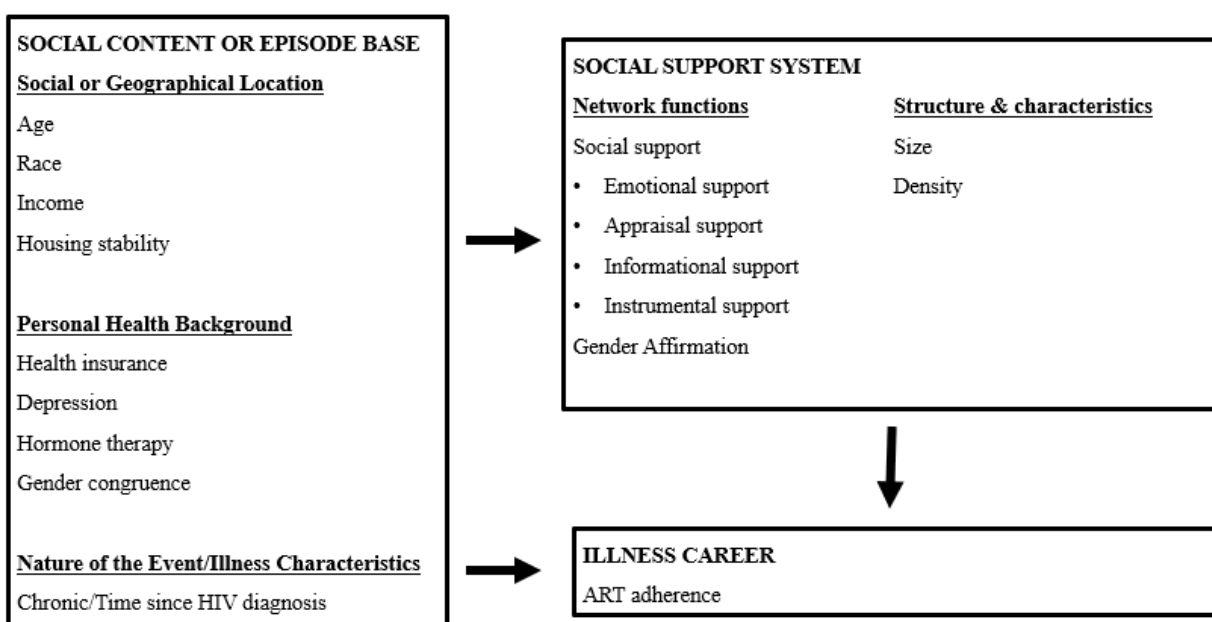 SOCIAL CONTENT OR EPISODE BASE
Social or Geographical Location
Age
Race
Income
Housing stability
Personal Health Background
Health insurance
Depression
Hormone therapy
Gender congruence
Nature of the Event/Illness Characteristics
Chronic/Time since HIV diagnosis
SOCIAL SUPPORT SYSTEM
Network functions
Social support
• Emotional support
• Appraisal support
• Informational support
• Instrumental support
Gender Affirmation
Structure & characteristics
Size
Density
ILLNESS CAREER
ART adherence